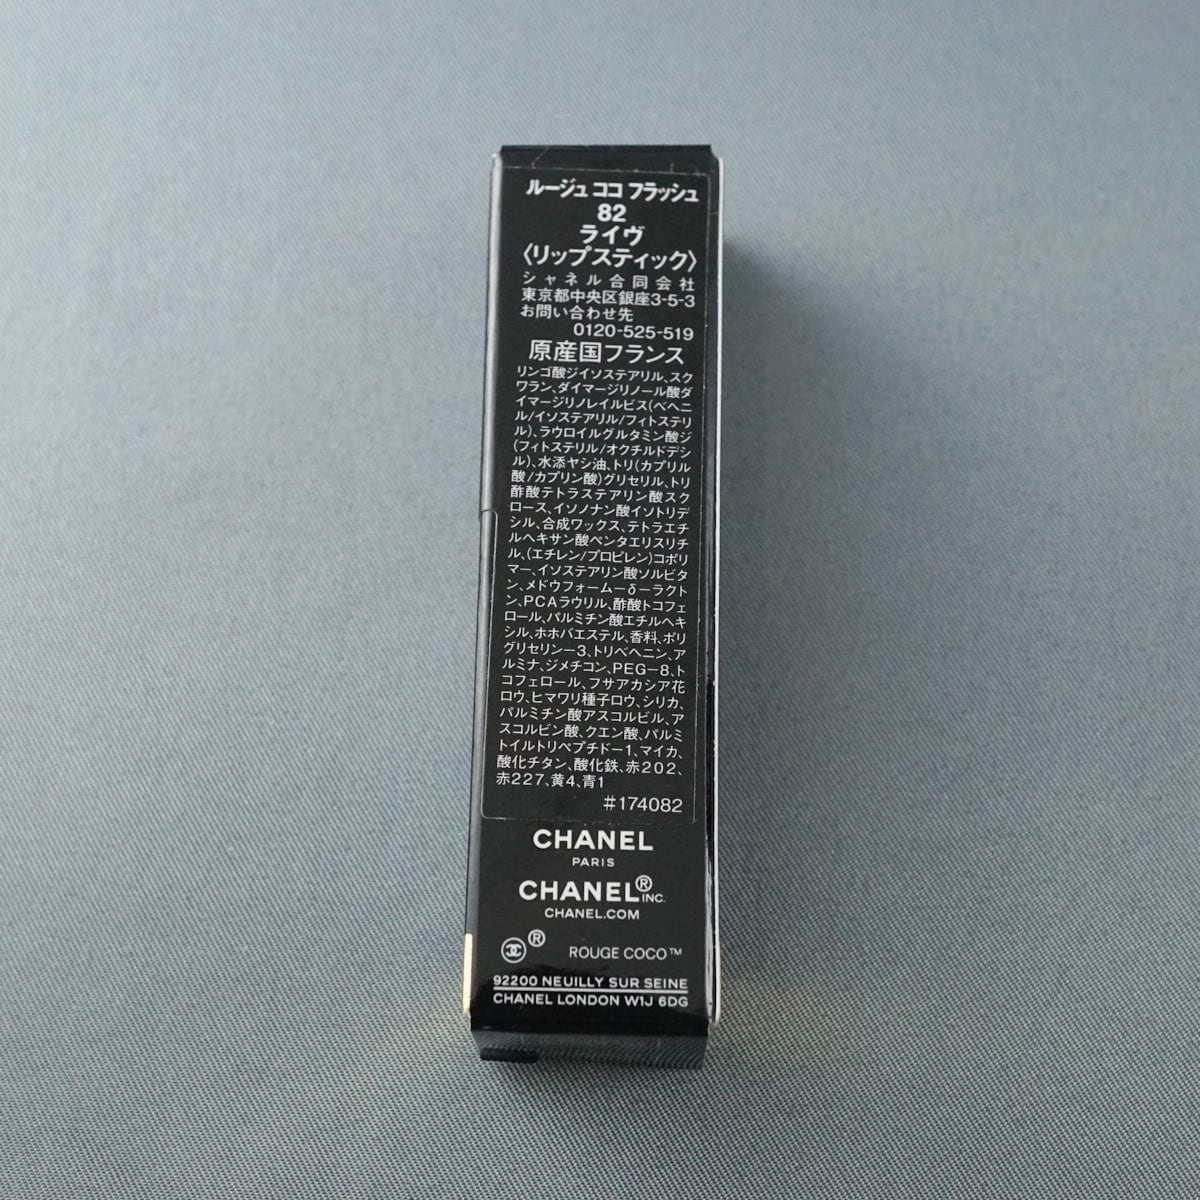 ルージュ ココ フラッシュ
82
ライヴ
〈リップスティック〉
シャネル合同会社
東京都中央区銀座3-5-3
お問い合わせ先
0120-525-519
原産国フランス
リンゴ酸ジイソステアリル、スク
ワラン、ダイマージリノール酸ダ
イマージリノレイルビス(ベヘニ
ル/イソステアリル/フィトステリ
ル)、ラウロイルグルタミン酸ジ
(フィトステリル/オクチルドデシ
ル)、水添ヤシ油、トリ(カプリル
酸/カプリン酸)グリセリル、トリ
酢酸テトラステアリン酸スク
ロース、イソノナン酸イソトリデ
シル、合成ワックス、テトラエチ
ルヘキサン酸ペンタエリスリチ
ル、(エチレン/プロピレン)コポリ
マー、イソステアリン酸ソルビタ
ン、メドウフォームーδーラクト
ン、PCAラウリル、酢酸トコフェ
ロール、パルミチン酸エチルヘキ
シル、ホホバエステル、香料、ポリ
グリセリンー3、トリベヘニン、ア
ルミナ、ジメチコン、PEGー8、ト
コフェロール、フサアカシア花
ロウ、ヒマワリ種子ロウ、シリカ、
パルミチン酸アスコルビル、ア
スコルビン酸、クエン酸、パルミ
トイルトリペプチドー1、マイカ、
酸化チタン、酸化鉄、赤202、
赤227、黄4、青1
#174082
CHANEL
PARIS
CHANEL® INC.
CHANEL.COM
® ROUGE COCO™
92200 NEUILLY SUR SEINE
CHANEL LONDON W1J 6DG